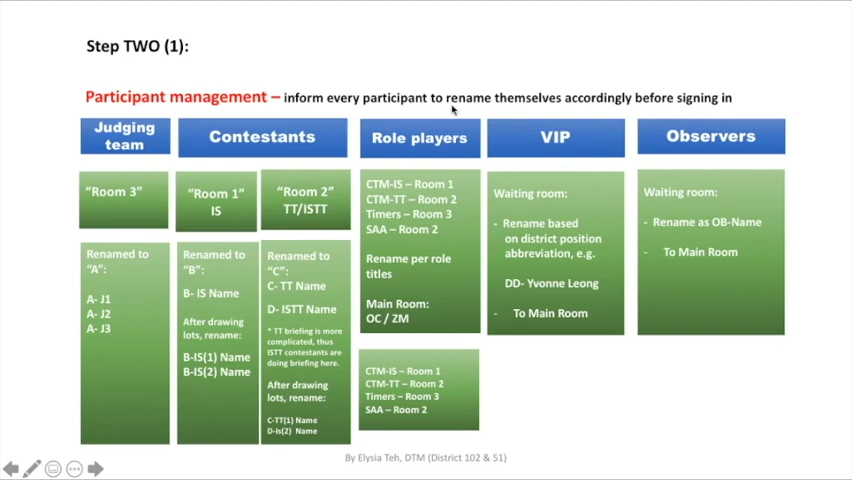 Step TWO (1):
Participant management – inform every participant to rename themselves accordingly before signing in
Judging
team
"Room 3"
Renamed to
"A":
A- J1
A- J2
A- J3
Contestants
"Room 1"
IS
Renamed to
"B":
B- IS Name
After drawing
lots, rename:
B-IS(1) Name
B-IS(2) Name
"Room 2"
TT/ISTT
Renamed to
"C":
C- TT Name
D- ISTT Name
* TT briefing is more
complicated, thus
ISTT contestants are
doing briefing here.
After drawing
lots, rename:
C-TT(1) Name
D-Is(2) Name
Role players
CTM-IS – Room 1
CTM-TT – Room 2
Timers – Room 3
SAA – Room 2
Rename per role
titles
Main Room:
OC / ZM
CTM-IS – Room 1
CTM-TT – Room 2
Timers – Room 3
SAA – Room 2
VIP
Waiting room:
- Rename based
on district position
abbreviation, e.g.
DD- Yvonne Leong
- To Main Room
Observers
Waiting room:
- Rename as OB-Name
- To Main Room
By Elysia Teh, DTM (District 102 & 51)